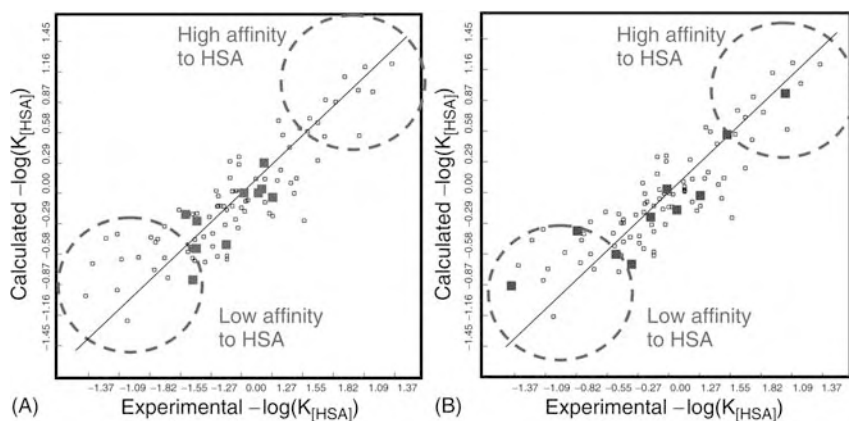 High affinity
to HSA
Low affinity
to HSA
Calculated −log(K[HSA])
1.45
1.16
0.87
0.58
0.29
0.00
−0.29
−0.58
−0.87
−1.16
−1.45
−1.37 −1.09 −1.82 −1.55 0.00 1.27 1.55 1.82 1.09 1.37
(A) Experimental −log(K[HSA])
High affinity
to HSA
Low affinity
to HSA
Calculated −log(K[HSA])
1.45
1.16
0.87
0.58
0.29
0.00
−0.29
−0.58
−0.87
−1.16
−1.45
−1.37 −1.09 −0.82 −0.55 −0.27 0.00 1.27 1.55 1.82 1.09 1.37
(B) Experimental −log(K[HSA])